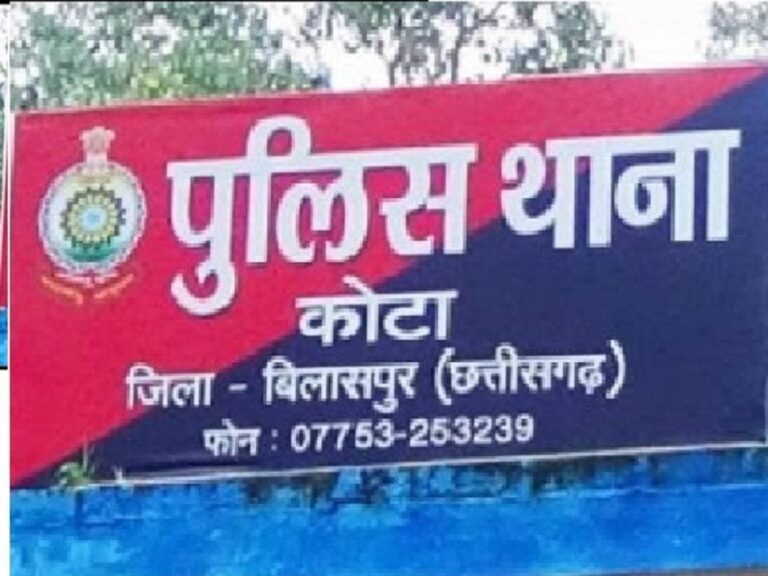 पुलिस थाना
कोटा
जिला - बिलासपुर (छत्तीसगढ़)
फोन : 07753-253239